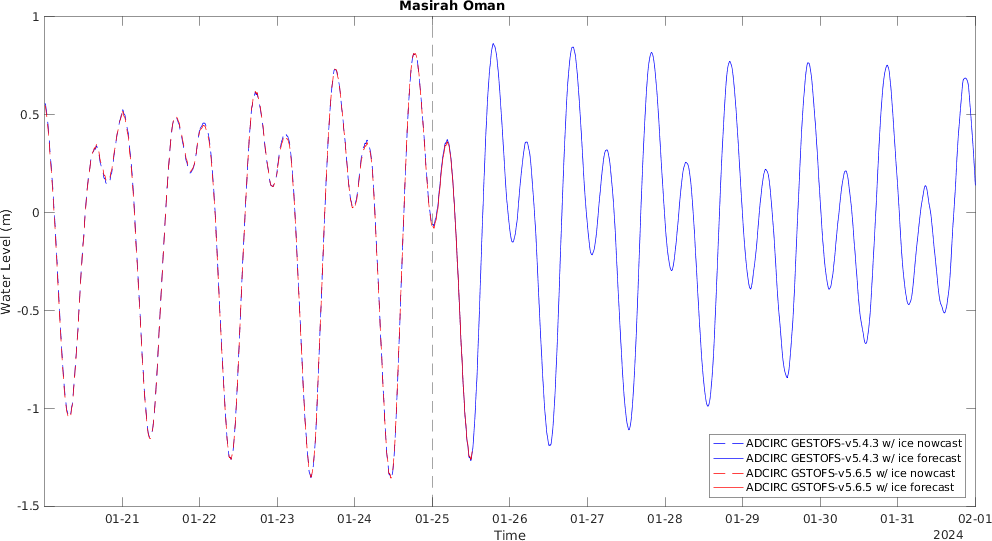 Masirah Oman
1
0.5
0
-0.5
-1
-1.5
Water Level (m)
01-21 01-22 01-23 01-24 01-25 01-26 01-27 01-28 01-29 01-30 01-31 02-01
Time
2024
ADCIRC GESTOFS-v5.4.3 w/ ice nowcast
ADCIRC GESTOFS-v5.4.3 w/ ice forecast
ADCIRC GSTOFS-v5.6.5 w/ ice nowcast
ADCIRC GSTOFS-v5.6.5 w/ ice forecast